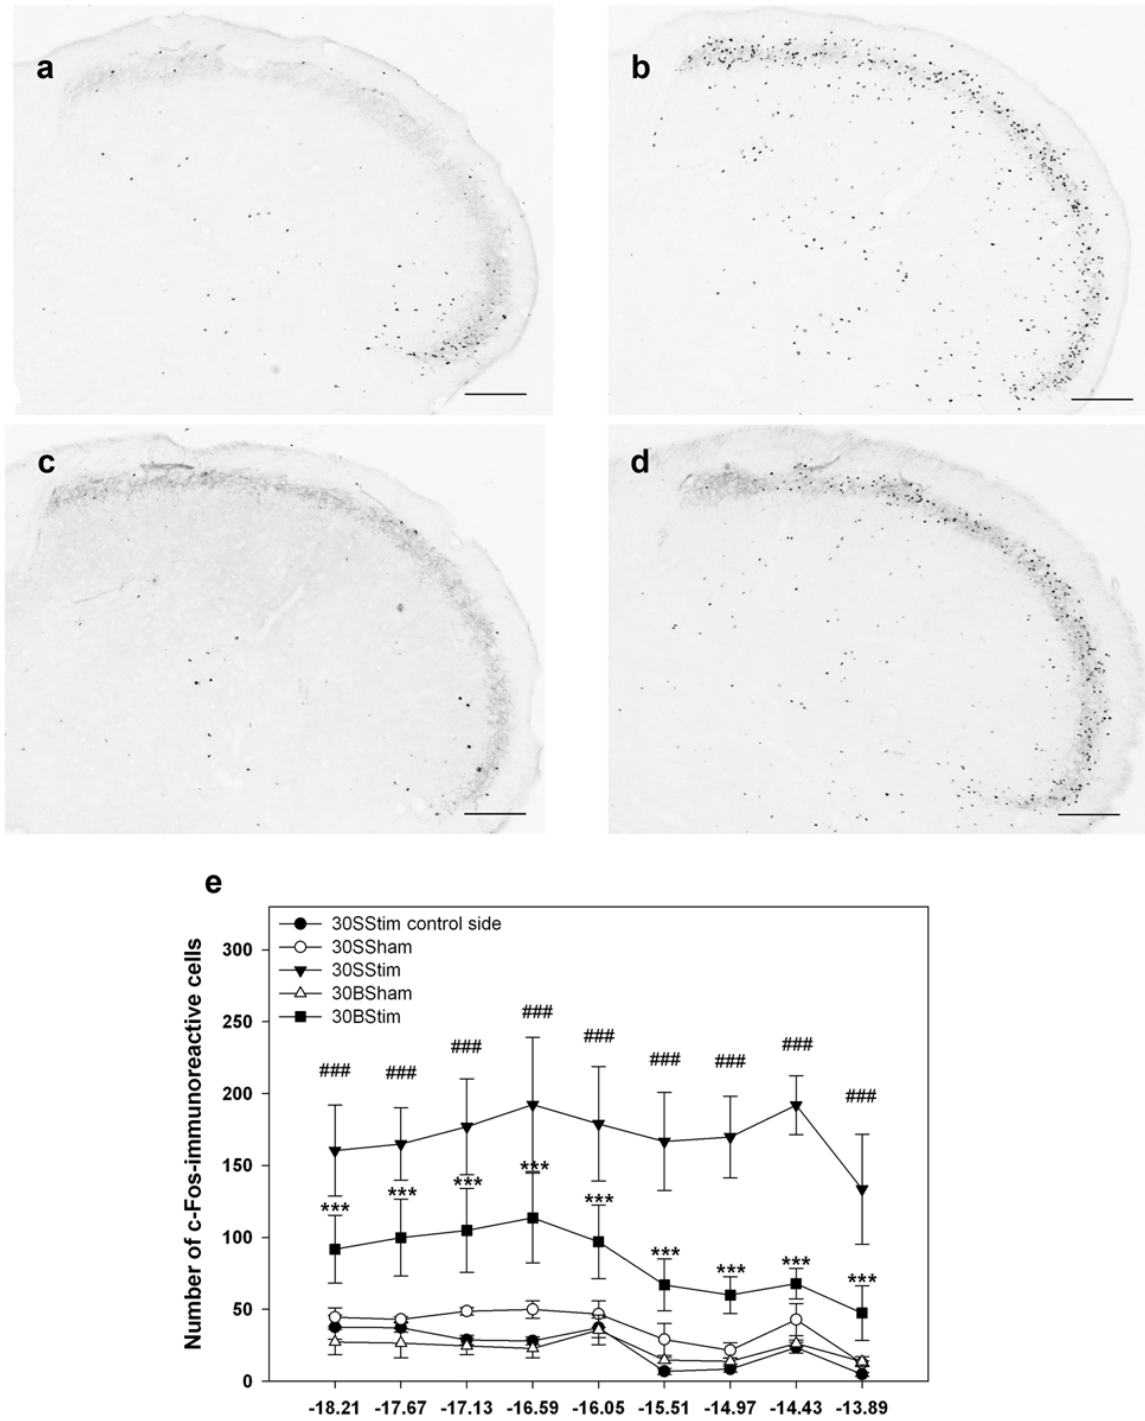 a
b
c
d
e
30SStim control side
30SSham
30SStim
30BSham
30BStim
Number of c-Fos-immunoreactive cells
300
250
200
150
100
50
0
###
###
###
###
###
###
###
###
###
***
***
***
***
***
***
***
***
***
-18.21 -17.67 -17.13 -16.59 -16.05 -15.51 -14.97 -14.43 -13.89